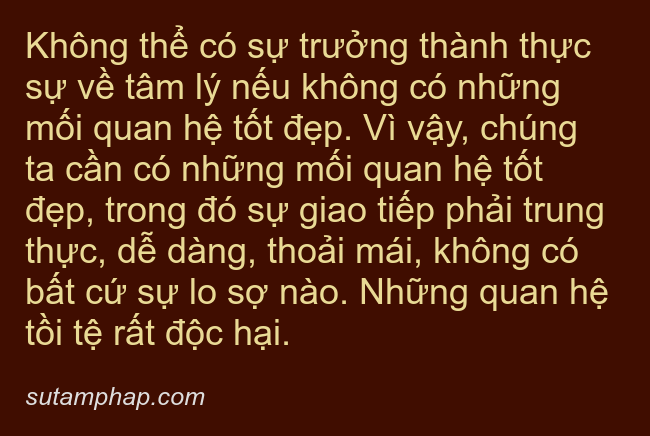 Không thể có sự trưởng thành thực
sự về tâm lý nếu không có những
mối quan hệ tốt đẹp. Vì vậy, chúng
ta cần có những mối quan hệ tốt
đẹp, trong đó sự giao tiếp phải trung
thực, dễ dàng, thoải mái, không có
bất cứ sự lo sợ nào. Những quan hệ
tồi tệ rất độc hại.
sutamphap.com